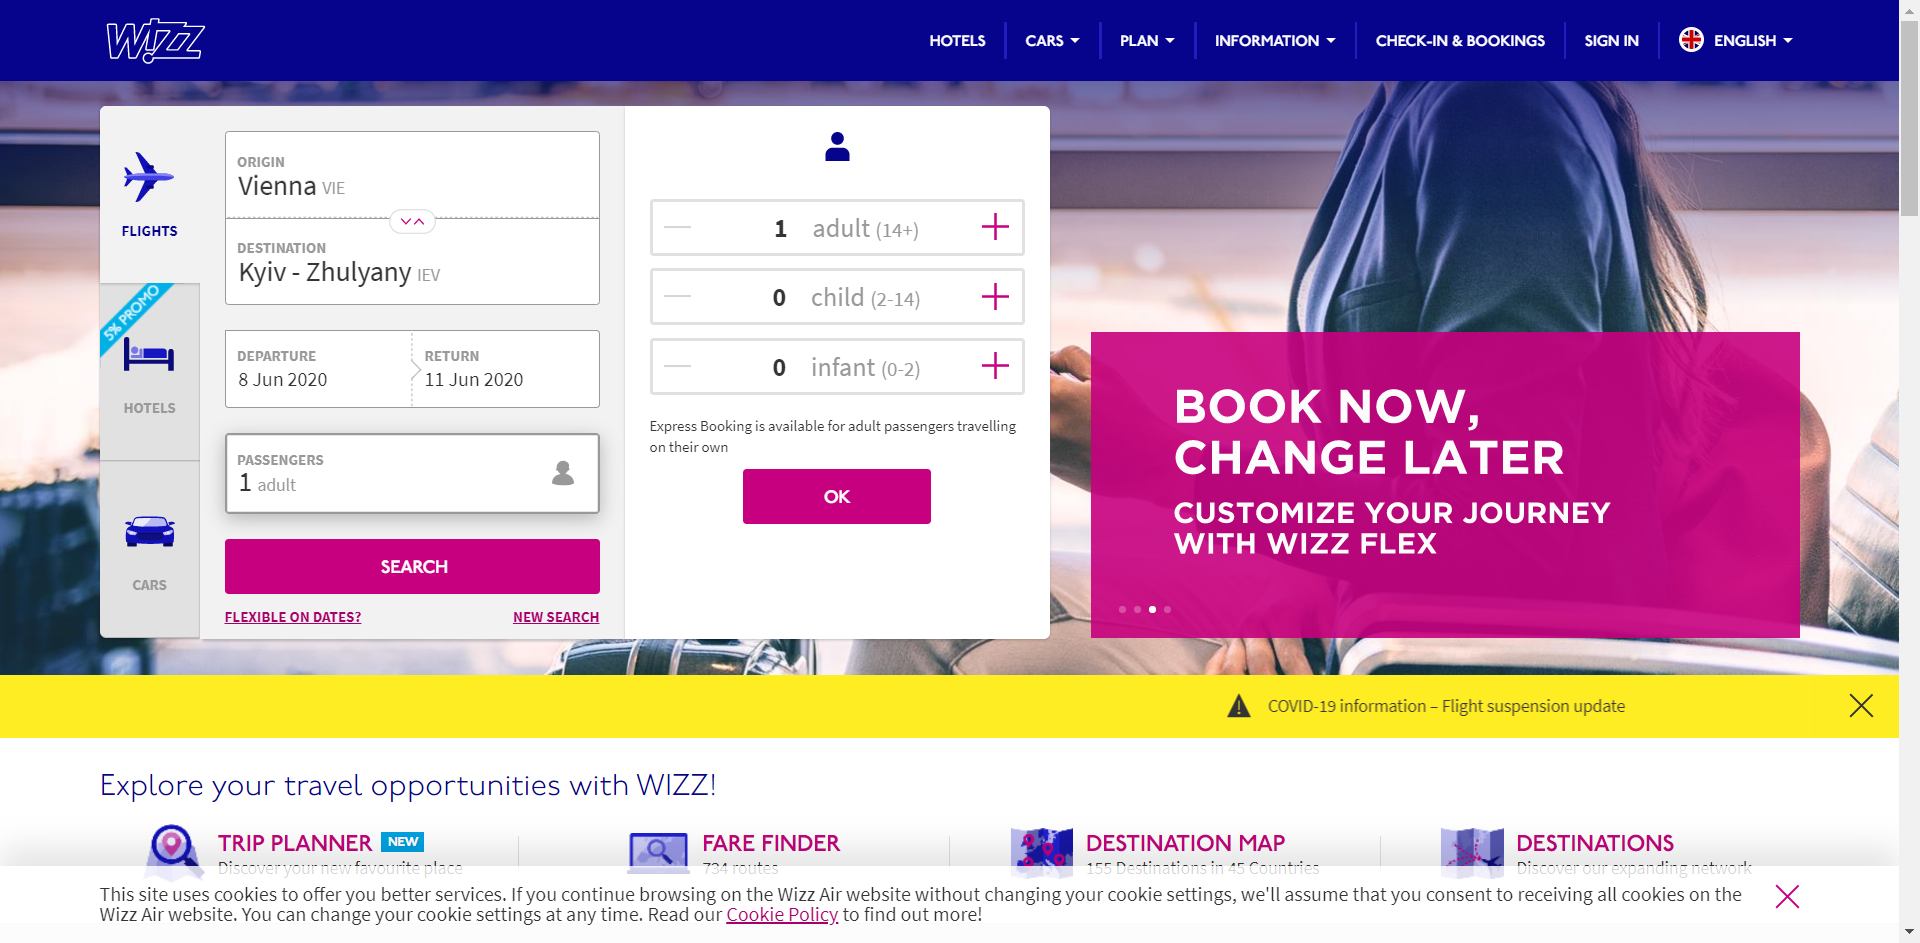 WIZZ
HOTELS
CARS
PLAN
INFORMATION
CHECK-IN & BOOKINGS
SIGN IN
ENGLISH
FLIGHTS
5% PROMO
HOTELS
CARS
ORIGIN
Vienna VIE
DESTINATION
Kyiv - Zhulyany IEV
DEPARTURE
8 Jun 2020
RETURN
11 Jun 2020
PASSENGERS
1 adult
SEARCH
FLEXIBLE ON DATES?
NEW SEARCH
1 adult (14+)
0 child (2-14)
0 infant (0-2)
Express Booking is available for adult passengers travelling
on their own
OK
BOOK NOW,
CHANGE LATER
CUSTOMIZE YOUR JOURNEY
WITH WIZZ FLEX
COVID-19 information – Flight suspension update
Explore your travel opportunities with WIZZ!
TRIP PLANNER NEW
Discover your new favourite place
FARE FINDER
734 routes
DESTINATION MAP
155 Destinations in 45 Countries
DESTINATIONS
Discover our expanding network
This site uses cookies to offer you better services. If you continue browsing on the Wizz Air website without changing your cookie settings, we'll assume that you consent to receiving all cookies on the
Wizz Air website. You can change your cookie settings at any time. Read our Cookie Policy to find out more!